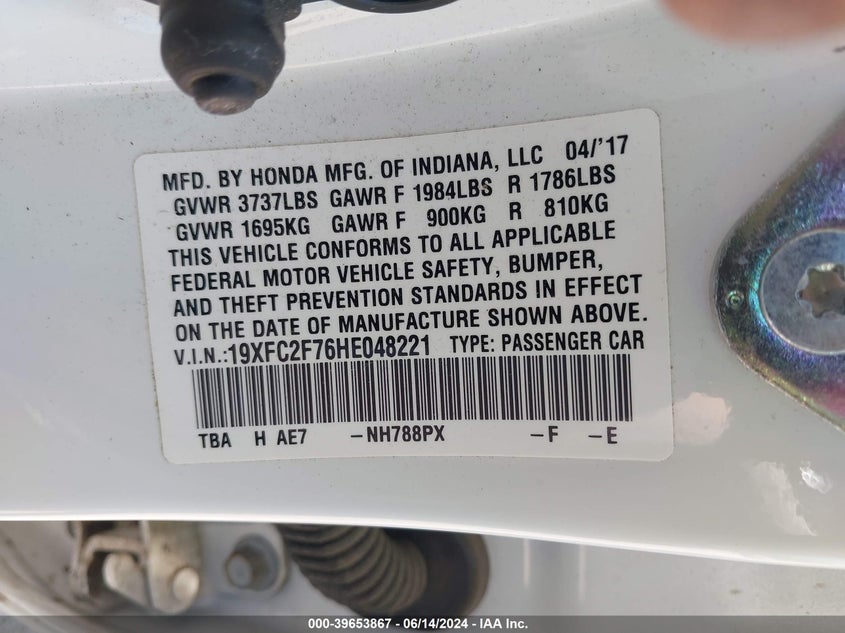 MFD. BY HONDA MFG. OF INDIANA, LLC 04/'17
GVWR 3737LBS GAWR F 1984LBS R 1786LBS
GVWR 1695KG GAWR F 900KG R 810KG
THIS VEHICLE CONFORMS TO ALL APPLICABLE
FEDERAL MOTOR VEHICLE SAFETY, BUMPER,
AND THEFT PREVENTION STANDARDS IN EFFECT
ON THE DATE OF MANUFACTURE SHOWN ABOVE.
V.I.N.:19XFC2F76HE048221 TYPE: PASSENGER CAR
TBA H AE7 -NH788PX -F -E
000-39653867 - 06/14/2024 - IAA Inc.